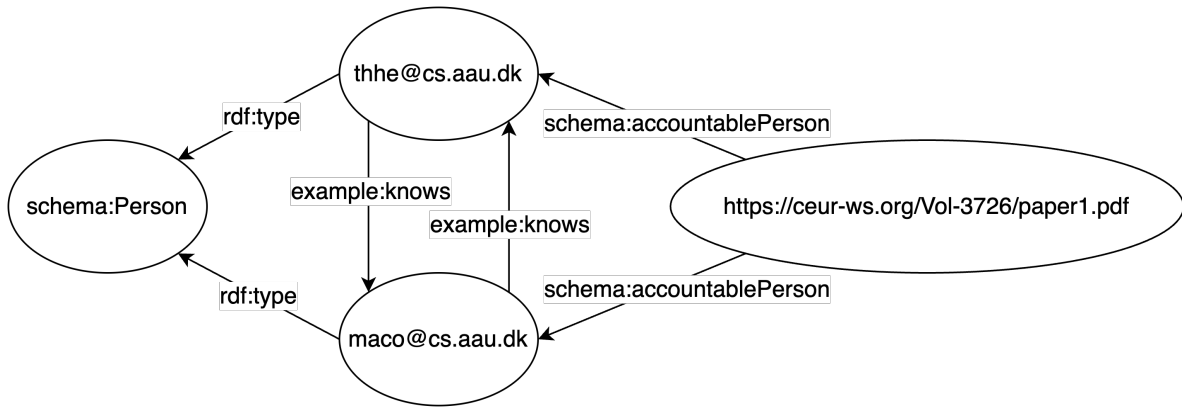 thhe@cs.aau.dk
rdf:type
schema:accountablePerson
example:knows
schema:Person
https://ceur-ws.org/Vol-3726/paper1.pdf
example:knows
rdf:type
schema:accountablePerson
maco@cs.aau.dk